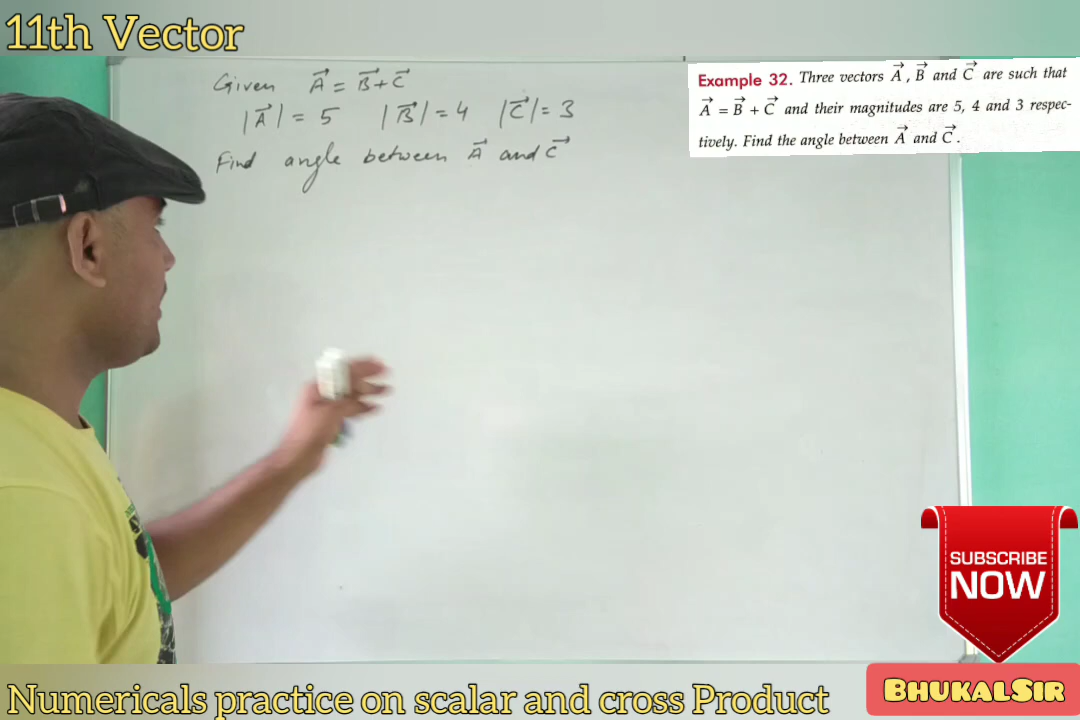 11th Vector
Given A⃗ = B⃗+C⃗
|A⃗| = 5 |B⃗| = 4 |C⃗| = 3
Find angle between A⃗ and C⃗
Example 32. Three vectors A⃗, B⃗ and C⃗ are such that
A⃗ = B⃗ + C⃗ and their magnitudes are 5, 4 and 3 respec-
tively. Find the angle between A⃗ and C⃗.
SUBSCRIBE
NOW
Numericals practice on scalar and cross Product
BHUKALSIR